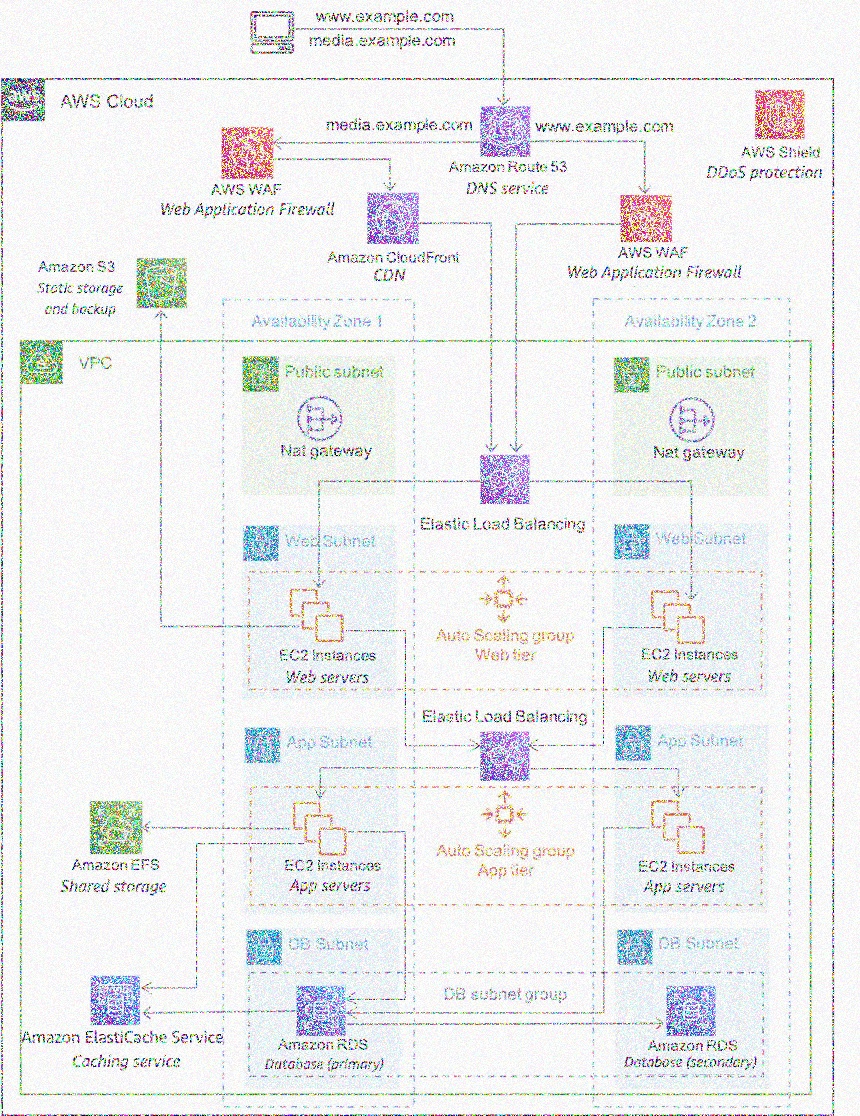 www.example.com
media.example.com
aws
AWS Cloud
media.example.com
www.example.com
Amazon Route 53
DNS service
AWS Shield
DDoS protection
AWS WAF
Web Application Firewall
Amazon CloudFront
CDN
AWS WAF
Web Application Firewall
Amazon S3
Static storage
and backup
Availability Zone 1
Availability Zone 2
VPC
Public subnet
Nat gateway
Public subnet
Nat gateway
Elastic Load Balancing
Web Subnet
Web Subnet
EC2 Instances
Web servers
Auto Scaling group
Web tier
EC2 Instances
Web servers
Elastic Load Balancing
App Subnet
App Subnet
Amazon EFS
Shared storage
EC2 Instances
App servers
Auto Scaling group
App tier
EC2 Instances
App servers
DB Subnet
DB Subnet
DB subnet group
Amazon ElastiCache Service
Caching service
Amazon RDS
Database (primary)
Amazon RDS
Database (secondary)